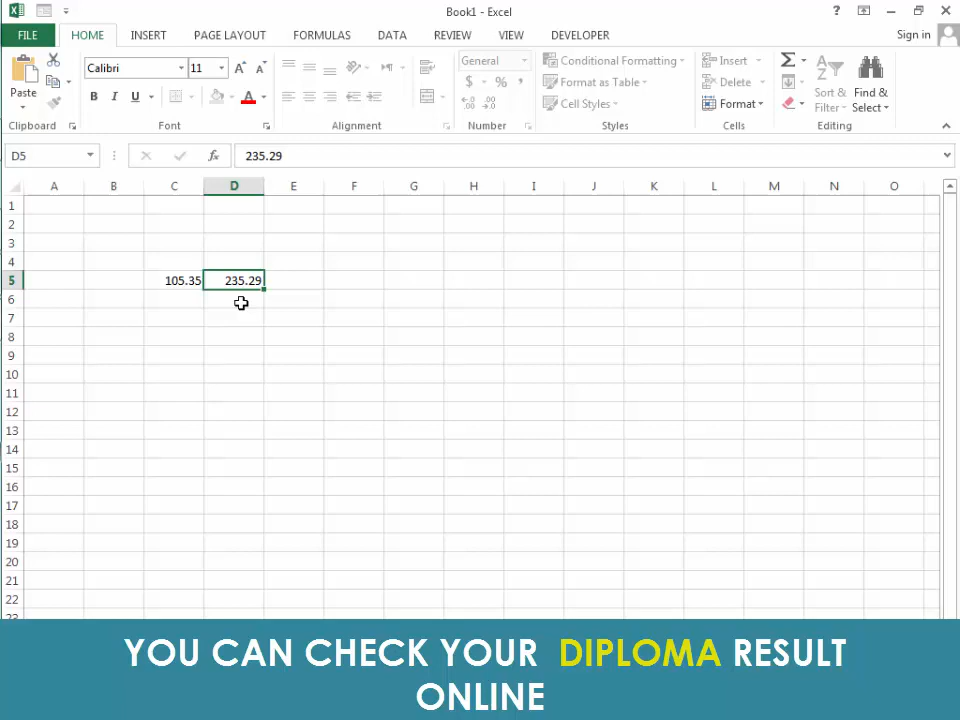 Book1 - Excel
?
FILE HOME INSERT PAGE LAYOUT FORMULAS DATA REVIEW VIEW DEVELOPER Sign in
Paste
Calibri 11 A A
B I U A
General
$ % ,
Conditional Formatting
Format as Table
Cell Styles
Insert
Delete
Format
Σ
Sort & Filter
Find & Select
Clipboard Font Alignment Number Styles Cells Editing
D5 fx 235.29
A B C D E F G H I J K L M N O
1
2
3
4
5 105.35 235.29
6
7
8
9
10
11
12
13
14
15
16
17
18
19
20
21
22
23
YOU CAN CHECK YOUR DIPLOMA RESULT
ONLINE